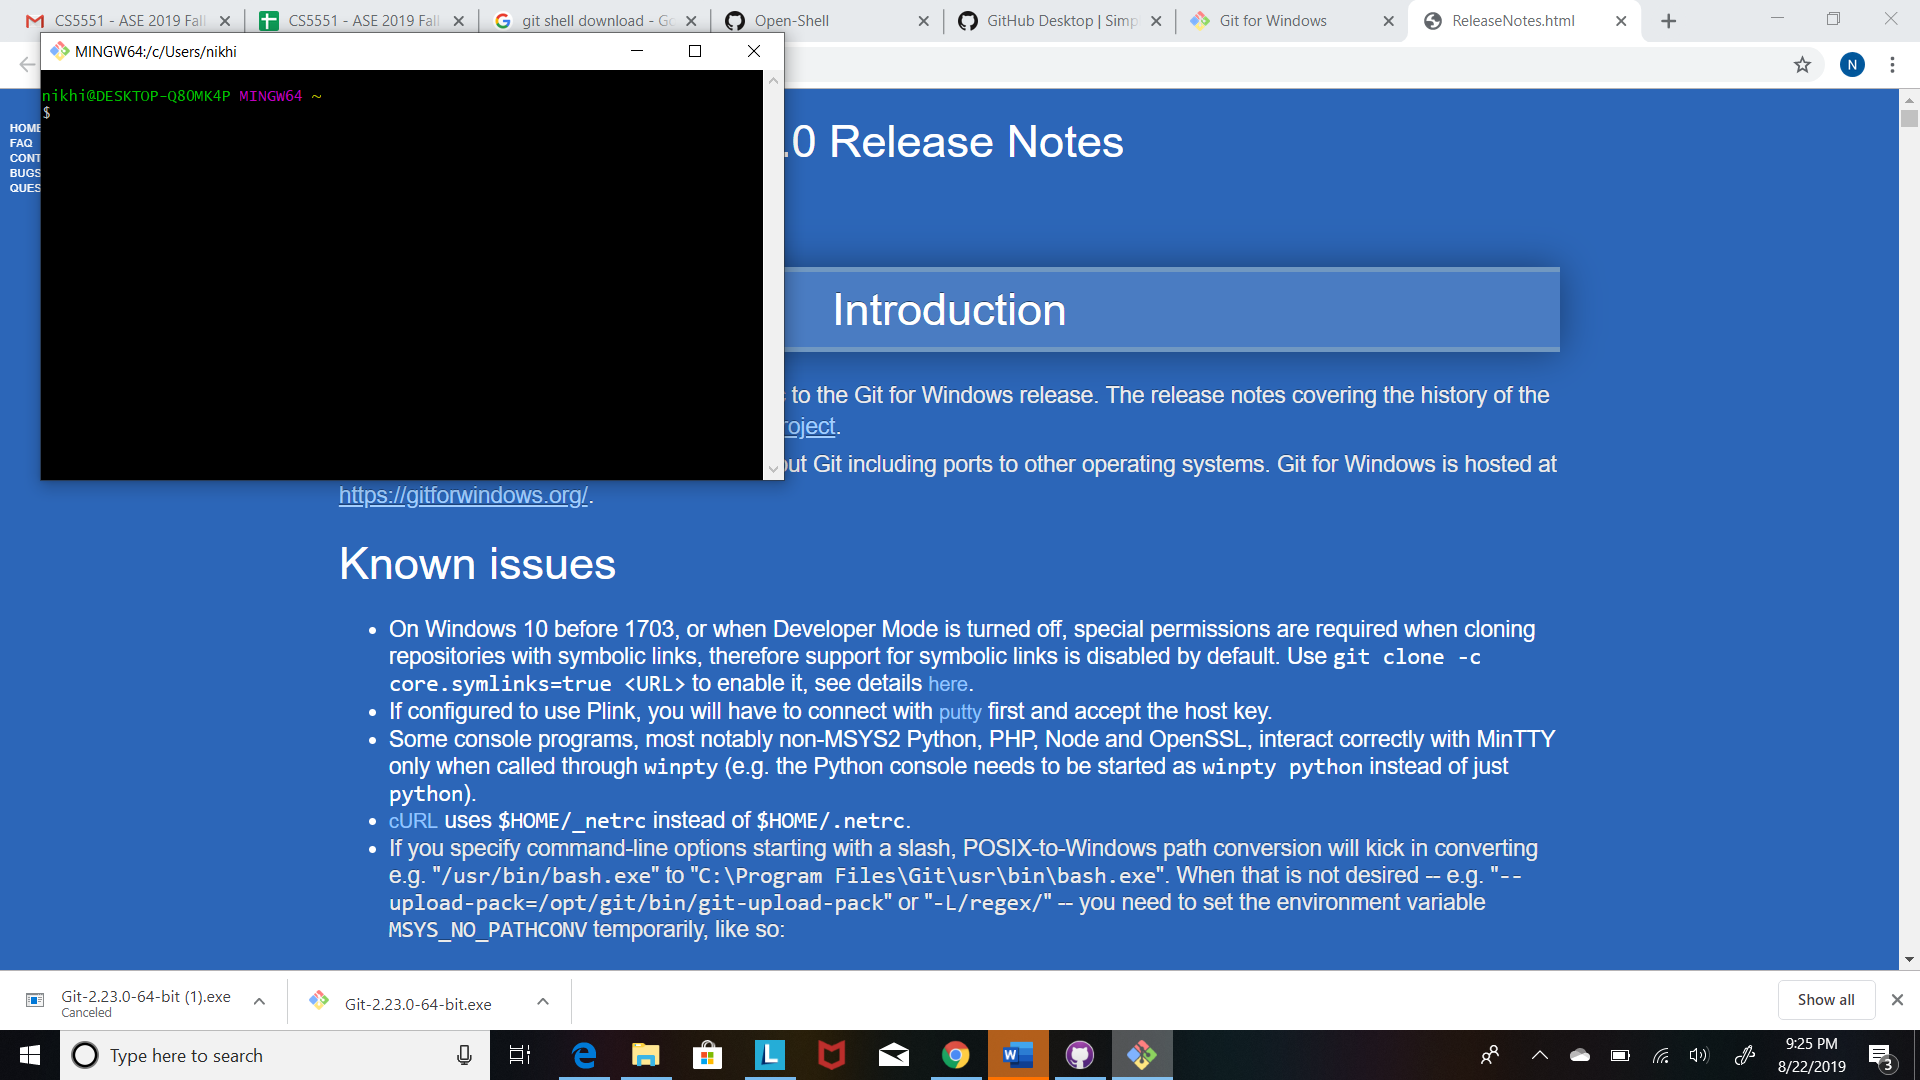 CS5551 - ASE 2019 Fall
CS5551 - ASE 2019 Fall
git shell download - Go
Open-Shell
GitHub Desktop | Simp
Git for Windows
ReleaseNotes.html
MINGW64:/c/Users/nikhi
N
nikhi@DESKTOP-Q8OMK4P MINGW64 ~
$
HOME
FAQ
CONT
BUGS
QUES
.0 Release Notes
Introduction
to the Git for Windows release. The release notes covering the history of the
roject.
out Git including ports to other operating systems. Git for Windows is hosted at
https://gitforwindows.org/.
Known issues
• On Windows 10 before 1703, or when Developer Mode is turned off, special permissions are required when cloning
repositories with symbolic links, therefore support for symbolic links is disabled by default. Use git clone -c
core.symlinks=true <URL> to enable it, see details here.
• If configured to use Plink, you will have to connect with putty first and accept the host key.
• Some console programs, most notably non-MSYS2 Python, PHP, Node and OpenSSL, interact correctly with MinTTY
only when called through winpty (e.g. the Python console needs to be started as winpty python instead of just
python).
• cURL uses $HOME/_netrc instead of $HOME/.netrc.
• If you specify command-line options starting with a slash, POSIX-to-Windows path conversion will kick in converting
e.g. "/usr/bin/bash.exe" to "C:\Program Files\Git\usr\bin\bash.exe". When that is not desired -- e.g. "--
upload-pack=/opt/git/bin/git-upload-pack" or "-L/regex/" -- you need to set the environment variable
MSYS_NO_PATHCONV temporarily, like so:
Git-2.23.0-64-bit (1).exe
Canceled
Git-2.23.0-64-bit.exe
Show all
Type here to search
9:25 PM
8/22/2019
3